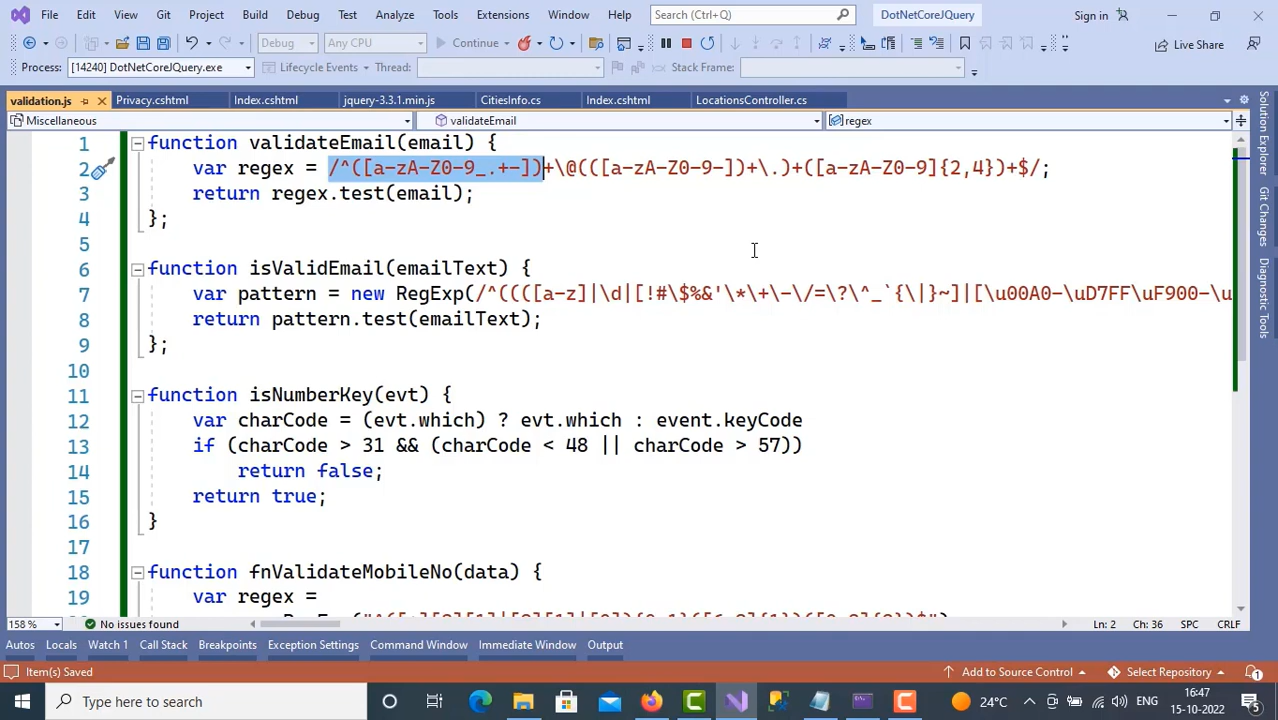 File Edit View Git Project Build Debug Test Analyze Tools Extensions Window Help Search (Ctrl+Q) DotNetCoreJQuery Sign in
Debug Any CPU Continue Live Share
Process: [14240] DotNetCoreJQuery.exe Lifecycle Events Thread: Stack Frame:
validation.js Privacy.cshtml Index.cshtml jquery-3.3.1.min.js CitiesInfo.cs Index.cshtml LocationsController.cs
Miscellaneous validateEmail regex
1 function validateEmail(email) {
2 var regex = /^([a-zA-Z0-9_.+-])+\@(([a-zA-Z0-9-])+\.)+([a-zA-Z0-9]{2,4})+$/;
3 return regex.test(email);
4 };
5
6 function isValidEmail(emailText) {
7 var pattern = new RegExp(/^((([a-z]|\d|[!#\$%&'\*\+\-\/=\?\^_`{\|}~]|[\u00A0-\uD7FF\uF900-\u
8 return pattern.test(emailText);
9 };
10
11 function isNumberKey(evt) {
12 var charCode = (evt.which) ? evt.which : event.keyCode
13 if (charCode > 31 && (charCode < 48 || charCode > 57))
14 return false;
15 return true;
16 }
17
18 function fnValidateMobileNo(data) {
19 var regex =
158 % No issues found Ln: 2 Ch: 36 SPC CRLF
Autos Locals Watch 1 Call Stack Breakpoints Exception Settings Command Window Immediate Window Output
Item(s) Saved Add to Source Control Select Repository 1
Type here to search 24°C ENG 16:47
15-10-2022
Solution Explorer
Git Changes
Diagnostic Tools